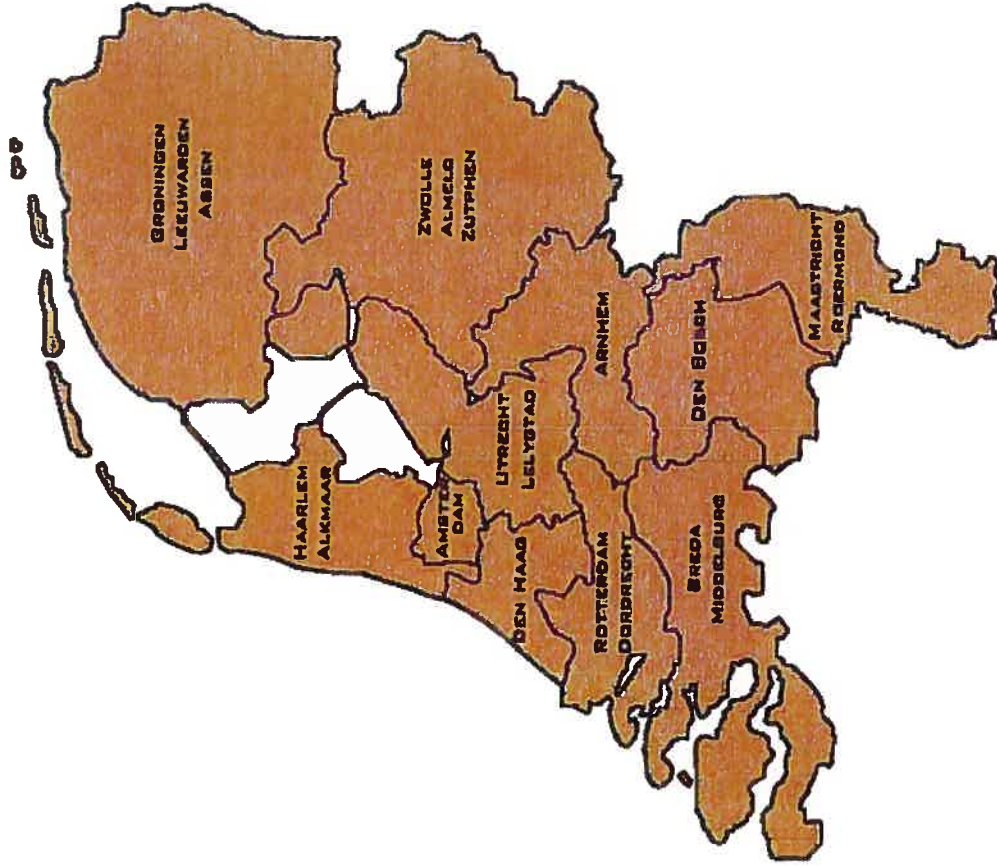 GRONINGEN
LEEUWARDEN
ASSEN
ZWOLLE
ALMELO
ZUTPHEN
HAARLEM
ALKMAAR
AMSTER
DAM
UTRECHT
LELYSTAD
ARNHEM
DEN HAAG
ROTTERDAM
DORDRECHT
DEN BOSCH
BREDA
MIDDELBURG
MAASTRICHT
ROERMOND